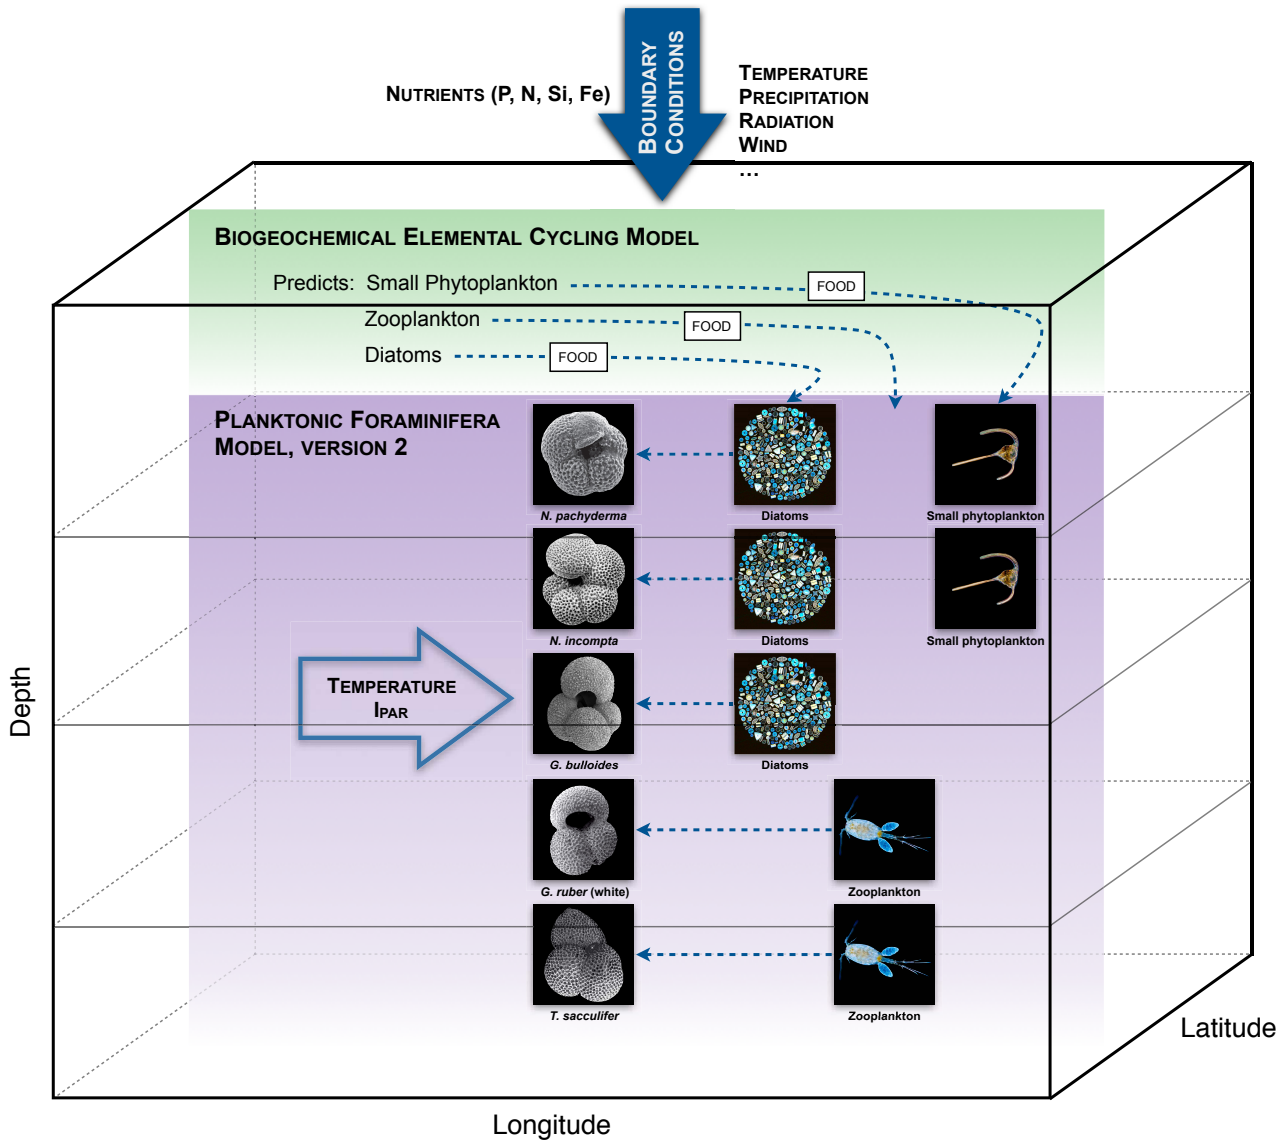 NUTRIENTS (P, N, Si, Fe)
BOUNDARY
CONDITIONS
TEMPERATURE
PRECIPITATION
RADIATION
WIND
...
BIOGEOCHEMICAL ELEMENTAL CYCLING MODEL
Predicts: Small Phytoplankton
FOOD
Zooplankton
FOOD
Diatoms
FOOD
PLANKTONIC FORAMINIFERA
MODEL, VERSION 2
N. pachyderma
Diatoms
Small phytoplankton
N. incompta
Diatoms
Small phytoplankton
TEMPERATURE
IPAR
G. bulloides
Diatoms
G. ruber (white)
Zooplankton
T. sacculifer
Zooplankton
Depth
Latitude
Longitude